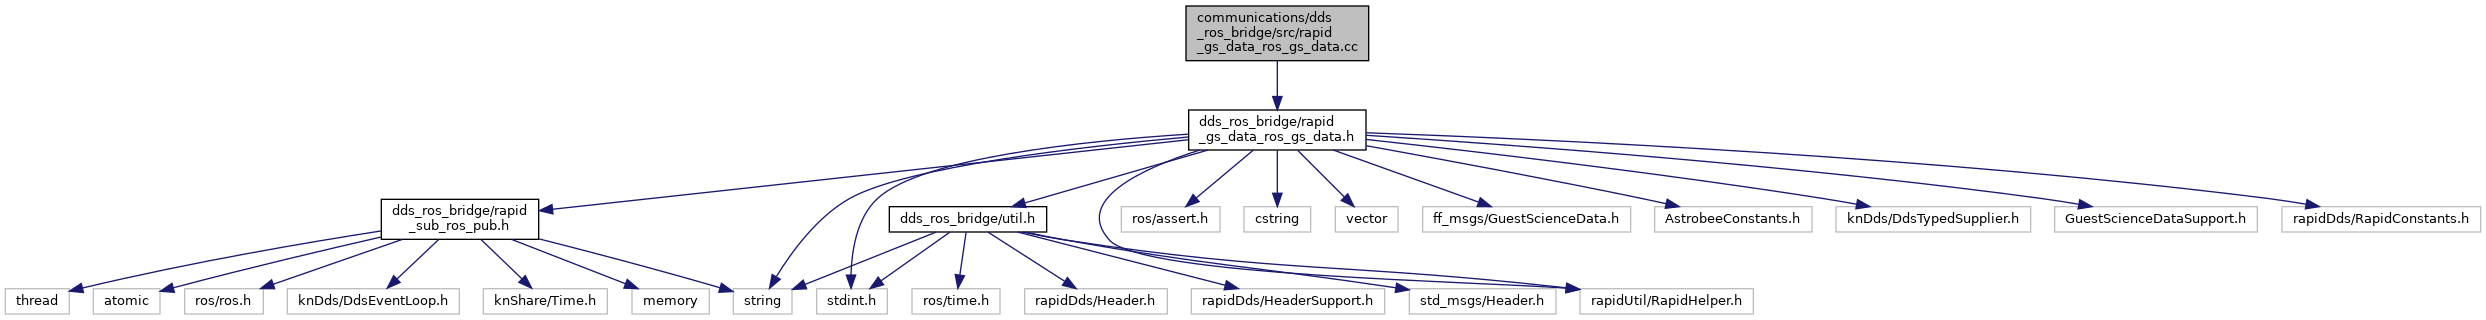 communications/dds
_ros_bridge/src/rapid
_gs_data_ros_gs_data.cc
dds_ros_bridge/rapid
_gs_data_ros_gs_data.h
dds_ros_bridge/rapid
_sub_ros_pub.h
dds_ros_bridge/util.h
ros/assert.h
cstring
vector
ff_msgs/GuestScienceData.h
AstrobeeConstants.h
knDds/DdsTypedSupplier.h
GuestScienceDataSupport.h
rapidDds/RapidConstants.h
thread
atomic
ros/ros.h
knDds/DdsEventLoop.h
knShare/Time.h
memory
string
stdint.h
ros/time.h
rapidDds/Header.h
rapidDds/HeaderSupport.h
std_msgs/Header.h
rapidUtil/RapidHelper.h